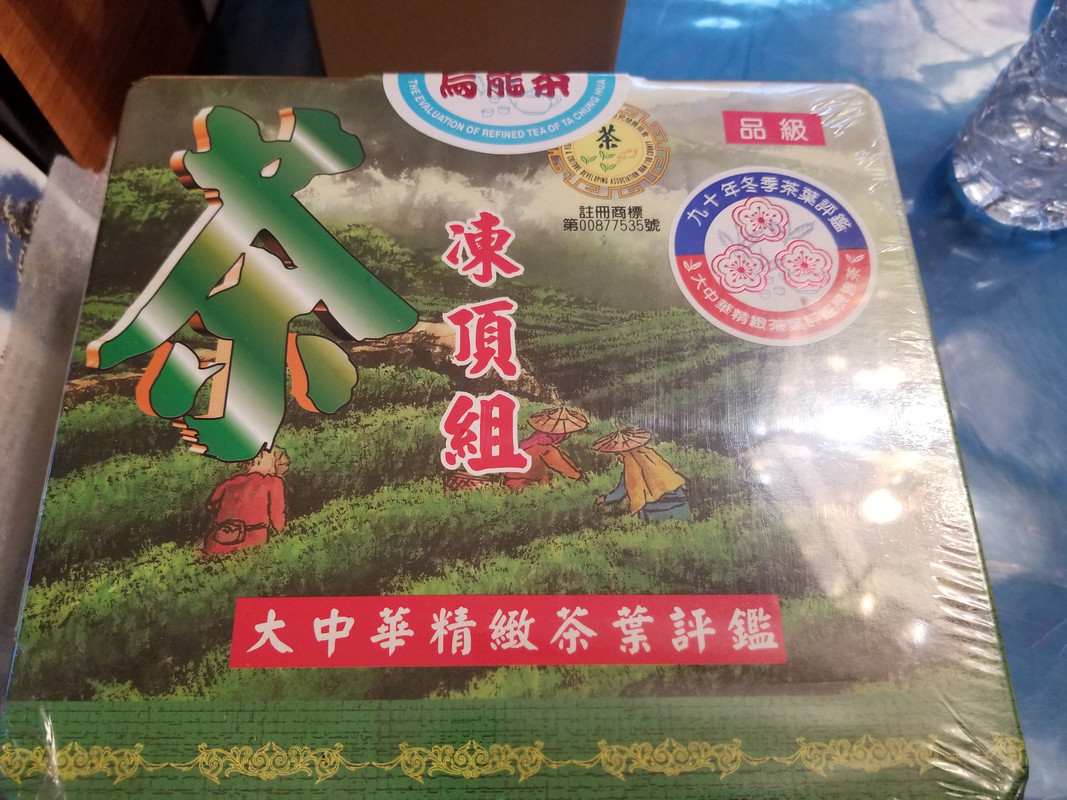 烏龍茶
THE EVALUATION OF REFINED TEA OF TA CHUNG HUA
茶
品級
茶
CULTURE DEVELOPING ASSOCIATION
註冊商標
第00877535號
九十年冬季茶葉評鑑
大中華精緻茶葉
凍頂組
大中華精緻茶葉評鑑